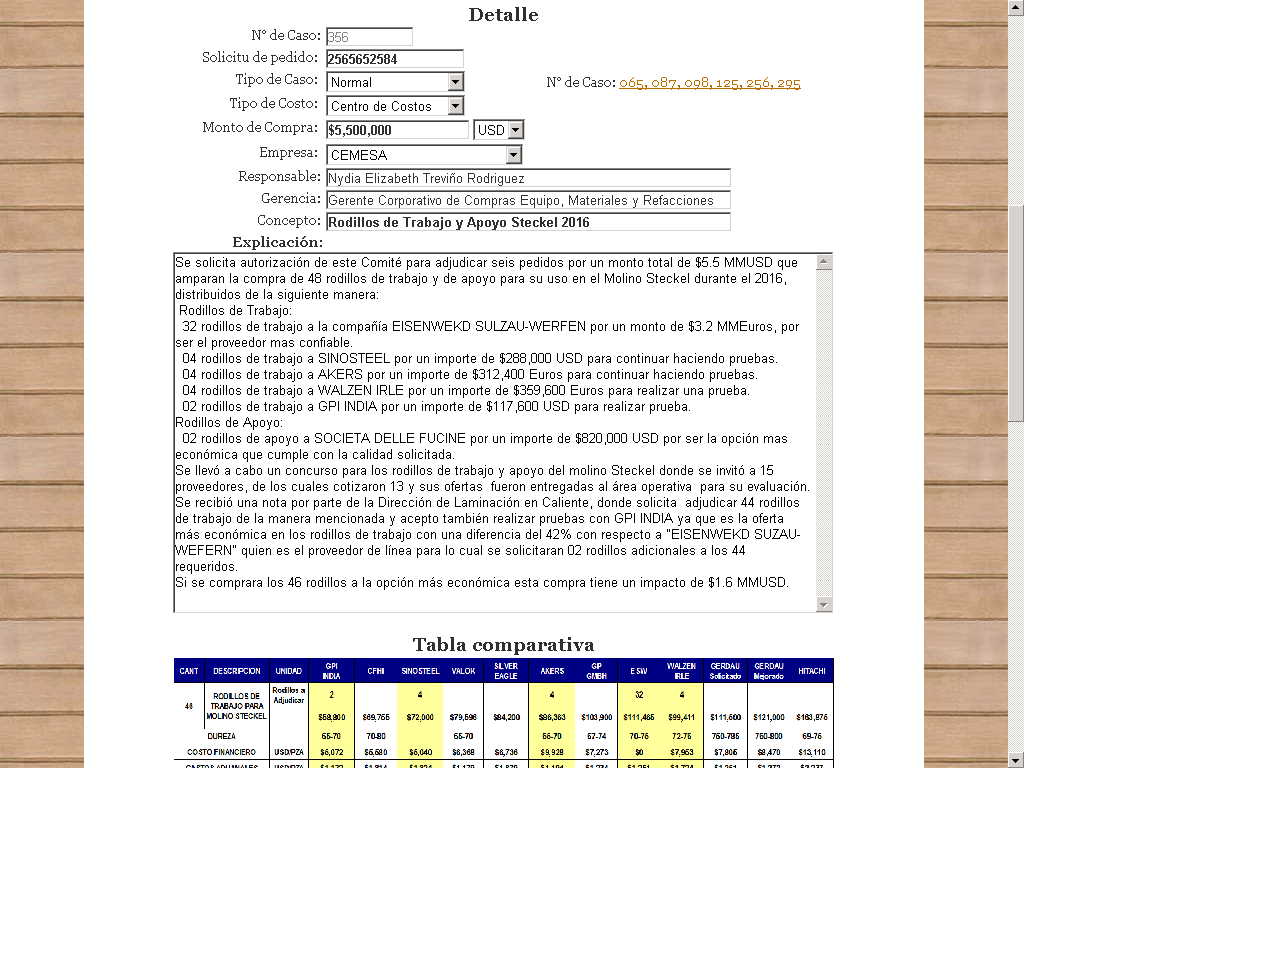 Detalle
N° de Caso: 356
Solicitu de pedido: 2565652584
Tipo de Caso: Normal N° de Caso: 065, 087, 098, 125, 256, 295
Tipo de Costo: Centro de Costos
Monto de Compra: $5,500,000 USD
Empresa: CEMESA
Responsable: Nydia Elizabeth Treviño Rodriguez
Gerencia: Gerente Corporativo de Compras Equipo, Materiales y Refacciones
Concepto: Rodillos de Trabajo y Apoyo Steckel 2016
Explicación:
Se solicita autorización de este Comité para adjudicar seis pedidos por un monto total de $5.5 MMUSD que
amparan la compra de 48 rodillos de trabajo y de apoyo para su uso en el Molino Steckel durante el 2016,
distribuidos de la siguiente manera:
Rodillos de Trabajo:
32 rodillos de trabajo a la compañía EISENWEKD SULZAU-WERFEN por un monto de $3.2 MMEuros, por
ser el proveedor mas confiable.
04 rodillos de trabajo a SINOSTEEL por un importe de $288,000 USD para continuar haciendo pruebas.
04 rodillos de trabajo a AKERS por un importe de $312,400 Euros para continuar haciendo pruebas.
04 rodillos de trabajo a WALZEN IRLE por un importe de $359,600 Euros para realizar una prueba.
02 rodillos de trabajo a GPI INDIA por un importe de $117,600 USD para realizar prueba.
Rodillos de Apoyo:
02 rodillos de apoyo a SOCIETA DELLE FUCINE por un importe de $820,000 USD por ser la opción mas
económica que cumple con la calidad solicitada.
Se llevó a cabo un concurso para los rodillos de trabajo y apoyo del molino Steckel donde se invitó a 15
proveedores, de los cuales cotizaron 13 y sus ofertas fueron entregadas al área operativa para su evaluación.
Se recibió una nota por parte de la Dirección de Laminación en Caliente, donde solicita adjudicar 44 rodillos
de trabajo de la manera mencionada y acepto también realizar pruebas con GPI INDIA ya que es la oferta
más económica en los rodillos de trabajo con una diferencia del 42% con respecto a "EISENWEKD SUZAU-
WEFERN" quien es el proveedor de línea para lo cual se solicitaran 02 rodillos adicionales a los 44
requeridos.
Si se comprara los 46 rodillos a la opción más económica esta compra tiene un impacto de $1.6 MMUSD.
Tabla comparativa
CANT DESCRIPCION UNIDAD GPI INDIA CFHI SINOSTEEL VALOK SILVER EAGLE AKERS GP GMBH ESW WALZEN IRLE GERDAU Solicitado GERDAU Mejorado HITACHI
46 RODILLOS DE TRABAJO PARA MOLINO STECKEL Rodillos a Adjudicar 2 4 4 32 4
$58,800 $69,755 $72,000 $79,596 $84,200 $86,363 $103,900 $111,465 $99,411 $111,500 $121,000 $163,875
DUREZA 65-70 70-80 65-70 65-70 66-70 67-74 70-75 72-75 750-785 750-800 69-75
COSTO FINANCIERO USD/PZA $5,072 $5,580 $5,040 $6,368 $6,736 $9,928 $7,273 $0 $7,953 $7,805 $8,470 $13,110